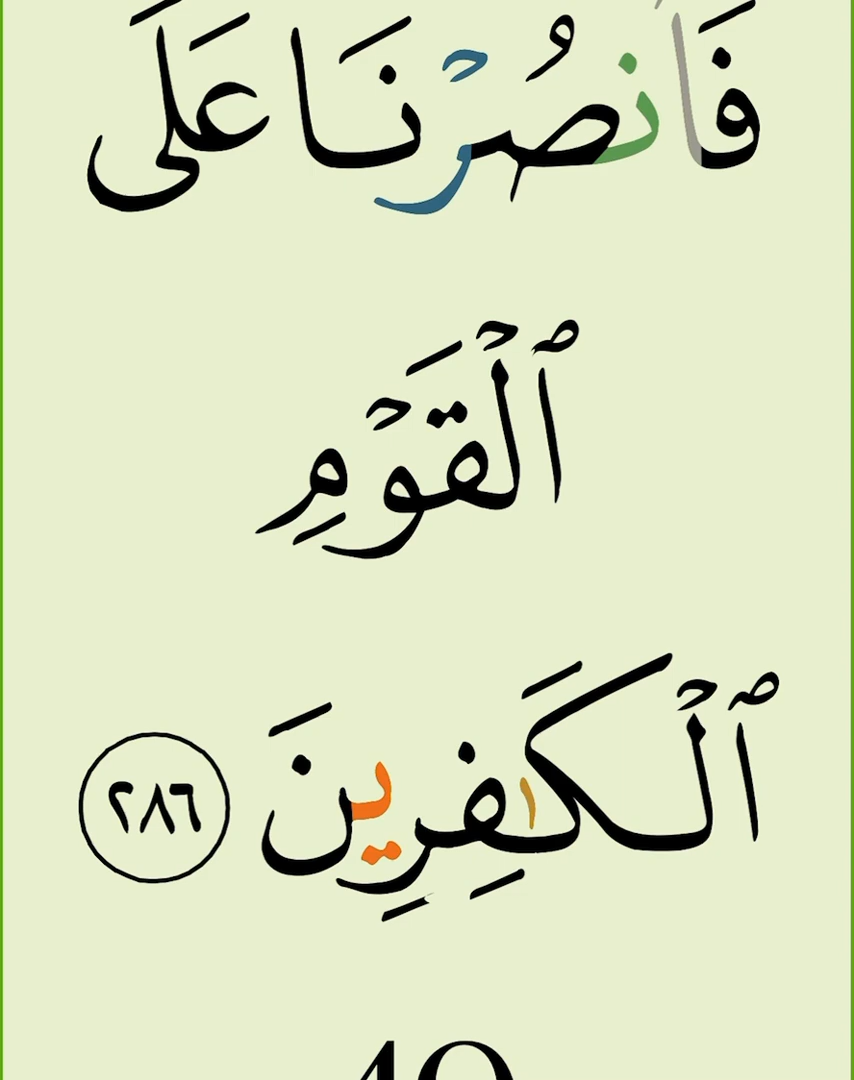 فَٱنصُرْنَا عَلَى
ٱلْقَوْمِ
ٱلْكَـٰفِرِينَ ٢٨٦